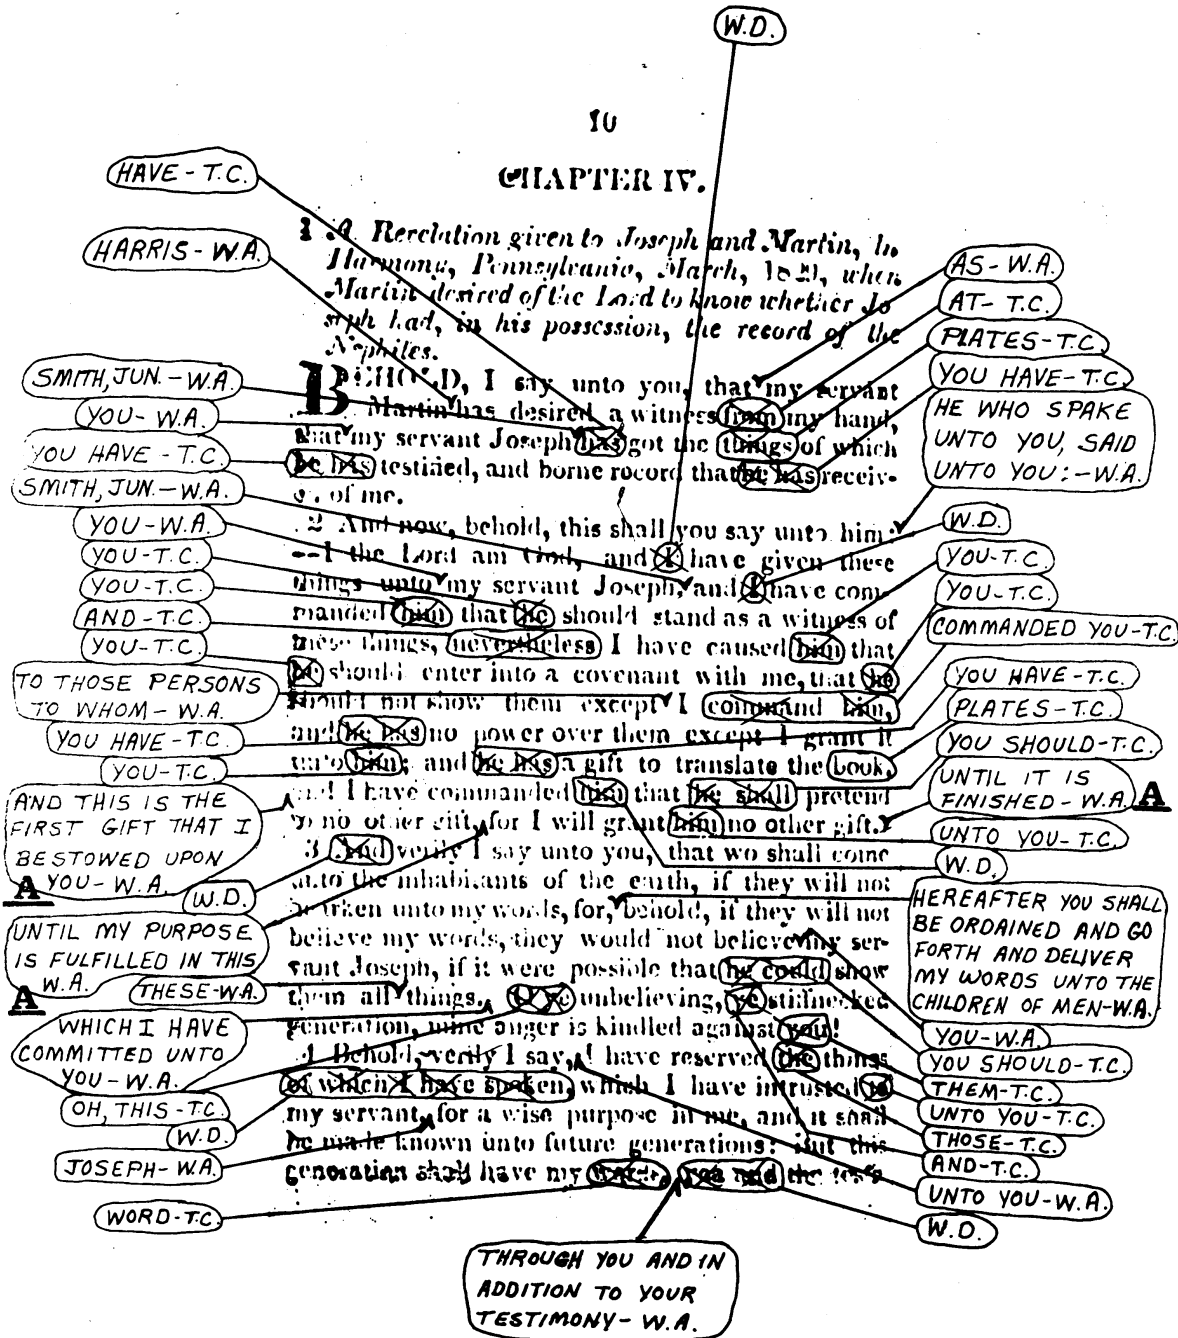 W.D.
10
CHAPTER IV.
HAVE - T.C.
HARRIS - W.A.
1 A Revelation given to Joseph and Martin, in
Harmony, Pennsylvania, March, 1829, when
Martin desired of the Lord to know whether Jo
seph had, in his possession, the record of the
Nephites.
AS - W.A.
AT - T.C.
PLATES - T.C.
YOU HAVE - T.C.
HE WHO SPAKE
UNTO YOU, SAID
UNTO YOU: - W.A.
SMITH, JUN. - W.A.
YOU - W.A.
YOU HAVE - T.C.
SMITH, JUN. - W.A.
BEHOLD, I say unto you, that my servant
Martin has desired a witness from my hand,
that my servant Joseph has got the things of which
he has testified, and borne record that he has receiv-
of me.
YOU - W.A.
YOU - T.C.
YOU - T.C.
AND - T.C.
YOU - T.C.
TO THOSE PERSONS
TO WHOM - W.A.
YOU HAVE - T.C.
YOU - T.C.
AND THIS IS THE
FIRST GIFT THAT I
BESTOWED UPON
YOU - W.A.
A
2 And now, behold, this shall you say unto him:
--I the Lord am God, and I have given these
things unto my servant Joseph, and I have com-
manded him that he should stand as a witness of
these things, nevertheless I have caused him that
he should enter into a covenant with me, that he
should not show them except I command him,
and he has no power over them except I grant it
unto him; and he has a gift to translate the book,
and I have commanded him that he shall pretend
to no other gift, for I will grant him no other gift.
W.D.
YOU - T.C.
YOU - T.C.
COMMANDED YOU - T.C.
YOU HAVE - T.C.
PLATES - T.C.
YOU SHOULD - T.C.
UNTIL IT IS
FINISHED - W.A.
A
UNTO YOU - T.C.
W.D.
W.D.
UNTIL MY PURPOSE
IS FULFILLED IN THIS
W.A.
A
THESE - W.A.
WHICH I HAVE
COMMITTED UNTO
YOU - W.A.
OH, THIS - T.C.
W.D.
JOSEPH - W.A.
WORD - T.C.
3 And verily I say unto you, that wo shall come
unto the inhabitants of the earth, if they will not
hearken unto my words, for, behold, if they will not
believe my words, they would not believe my ser-
vant Joseph, if it were possible that he could show
them all things. O ye unbelieving, ye stiffnecked
generation, mine anger is kindled against you!
4 Behold, verily I say, I have reserved the things
of which I have spoken, which I have intrusted to
my servant, for a wise purpose in me, and it shall
be made known unto future generations: But this
generation shall have my words, yea and the tes-
HEREAFTER YOU SHALL
BE ORDAINED AND GO
FORTH AND DELIVER
MY WORDS UNTO THE
CHILDREN OF MEN - W.A.
YOU - W.A.
YOU SHOULD - T.C.
THEM - T.C.
UNTO YOU - T.C.
THOSE - T.C.
AND - T.C.
UNTO YOU - W.A.
W.D.
THROUGH YOU AND IN
ADDITION TO YOUR
TESTIMONY - W.A.